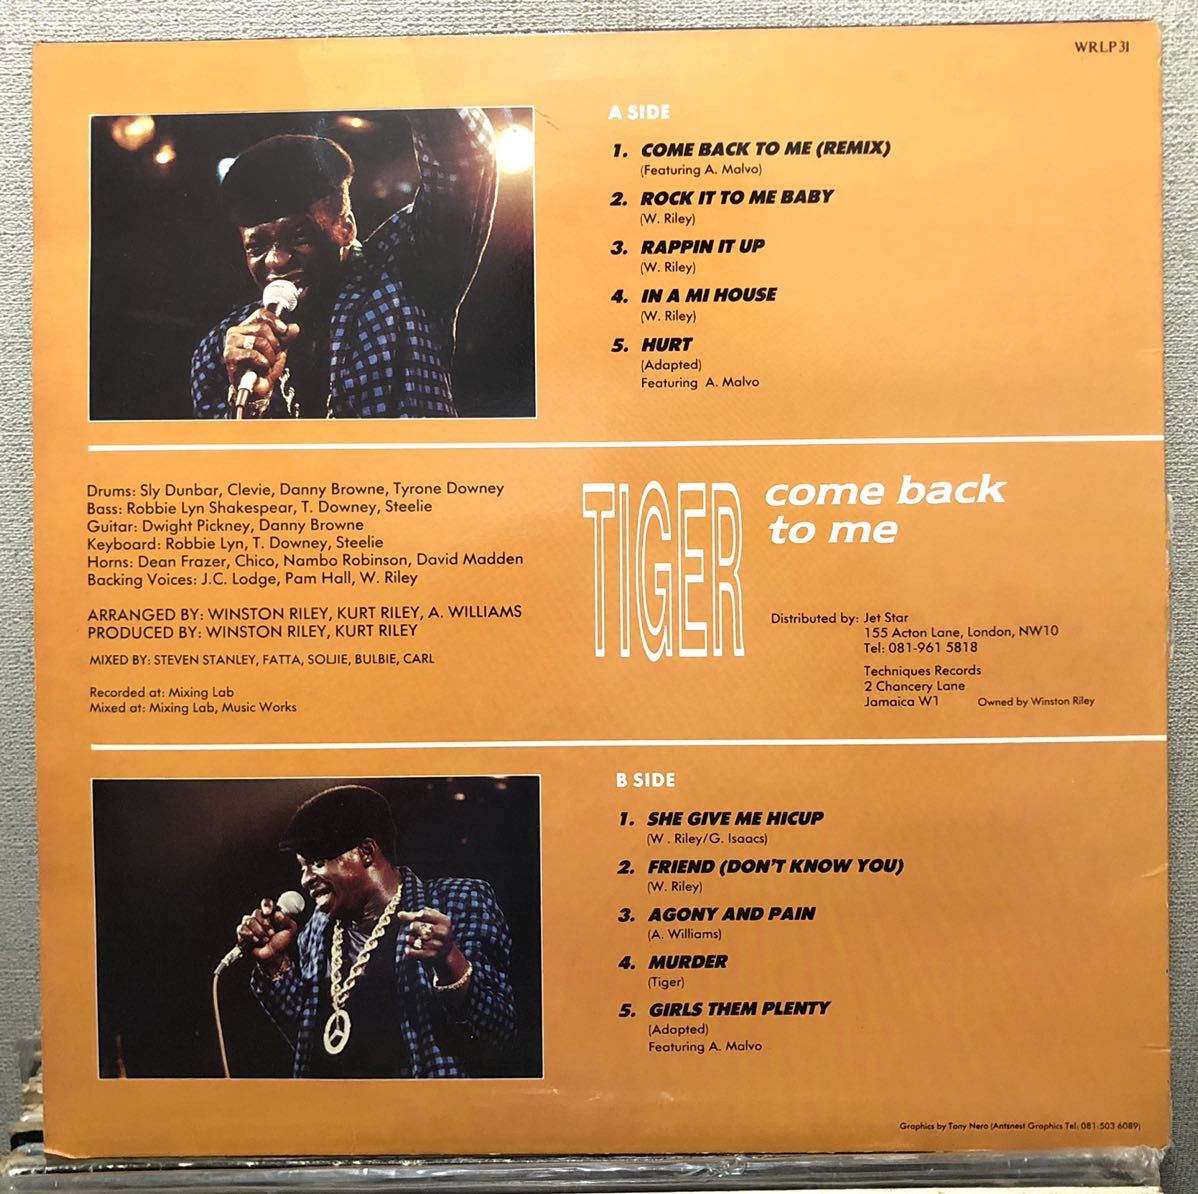 WRLP31
A SIDE
1. COME BACK TO ME (REMIX)
(Featuring A. Malvo)
2. ROCK IT TO ME BABY
(W. Riley)
3. RAPPIN IT UP
(W. Riley)
4. IN A MI HOUSE
(W. Riley)
5. HURT
(Adapted)
Featuring A. Malvo
Drums: Sly Dunbar, Clevie, Danny Browne, Tyrone Downey
Bass: Robbie Lyn Shakespear, T. Downey, Steelie
Guitar: Dwight Pickney, Danny Browne
Keyboard: Robbie Lyn, T. Downey, Steelie
Horns: Dean Frazer, Chico, Nambo Robinson, David Madden
Backing Voices: J.C. Lodge, Pam Hall, W. Riley
ARRANGED BY: WINSTON RILEY, KURT RILEY, A. WILLIAMS
PRODUCED BY: WINSTON RILEY, KURT RILEY
MIXED BY: STEVEN STANLEY, FATTA, SOLJIE, BULBIE, CARL
Recorded at: Mixing Lab
Mixed at: Mixing Lab, Music Works
TIGER
come back
to me
Distributed by: Jet Star
155 Acton Lane, London, NW10
Tel: 081-961 5818
Techniques Records
2 Chancery Lane
Jamaica W1 Owned by Winston Riley
B SIDE
1. SHE GIVE ME HICUP
(W . Riley/G. Isaacs)
2. FRIEND (DON'T KNOW YOU)
(W. Riley)
3. AGONY AND PAIN
(A. Williams)
4. MURDER
(Tiger)
5. GIRLS THEM PLENTY
(Adapted)
Featuring A. Malvo
Graphics by Tony Nero (Antsnest Graphics Tel: 081-503 6089)